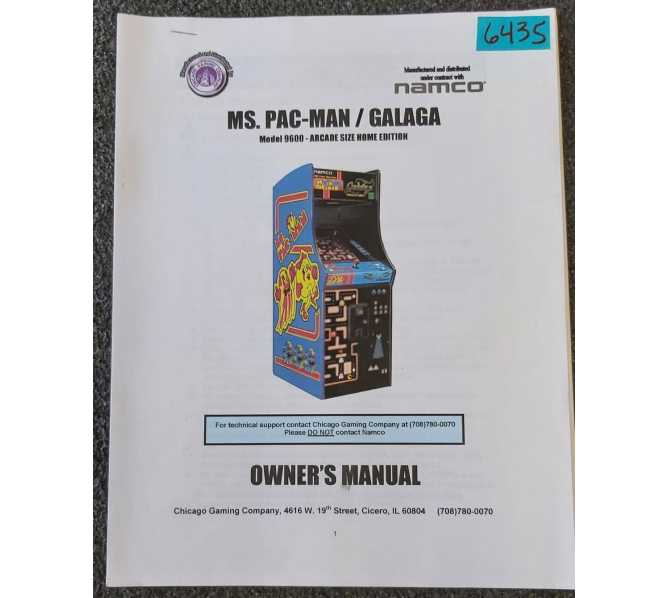 6435
Manufactured and distributed
under contract with
namco
MS. PAC-MAN / GALAGA
Model 9600 - ARCADE SIZE HOME EDITION
namco
For technical support contact Chicago Gaming Company at (708)780-0070
Please DO NOT contact Namco
OWNER'S MANUAL
Chicago Gaming Company, 4616 W. 19th Street, Cicero, IL 60804 (708)780-0070
1